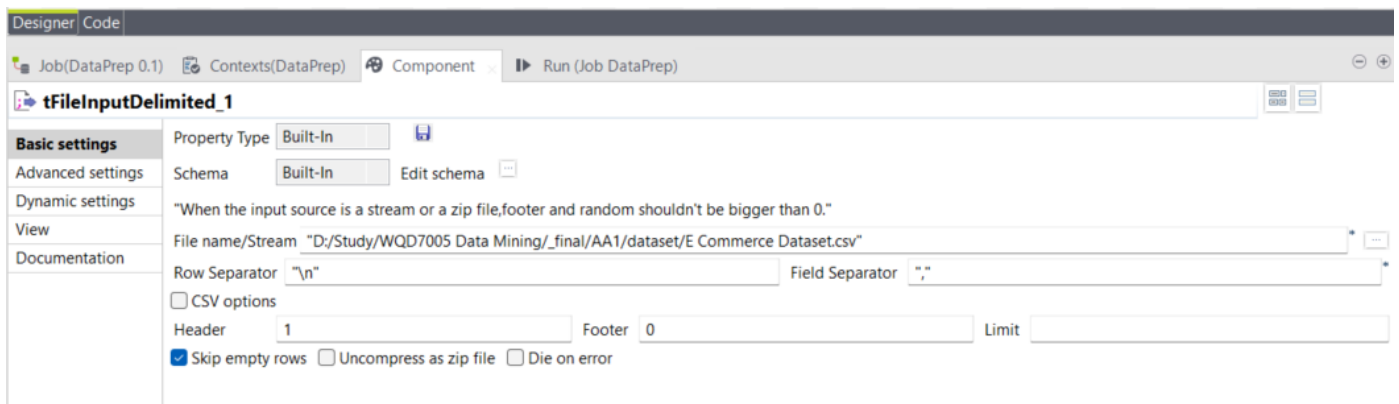 Designer Code
Job(DataPrep 0.1) Contexts(DataPrep) Component Run (Job DataPrep)
tFileInputDelimited_1
Basic settings
Advanced settings
Dynamic settings
View
Documentation
Property Type Built-In
Schema Built-In Edit schema ...
"When the input source is a stream or a zip file,footer and random shouldn't be bigger than 0."
File name/Stream "D:/Study/WQD7005 Data Mining/_final/AA1/dataset/E Commerce Dataset.csv" * ...
Row Separator "\n" Field Separator "," *
CSV options
Header 1 Footer 0 Limit
Skip empty rows Uncompress as zip file Die on error